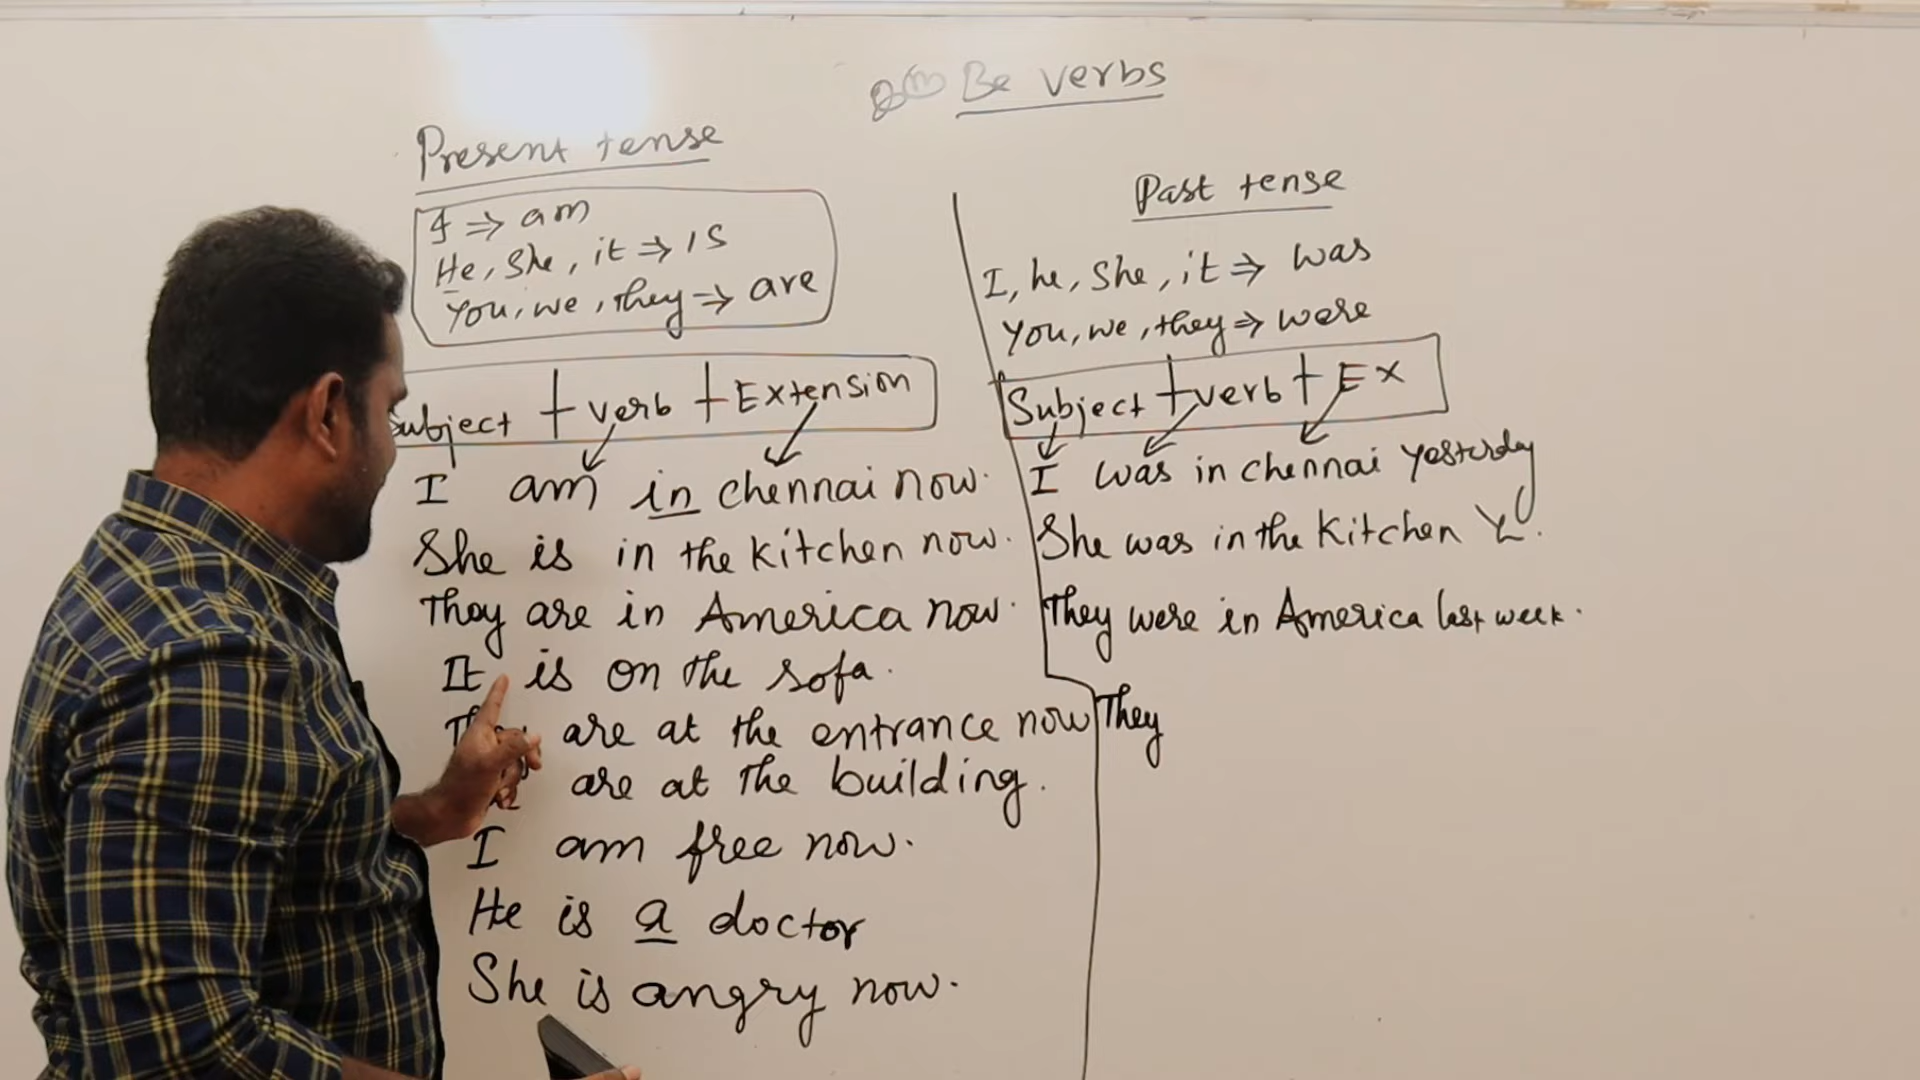 Be verbs
Present tense
I ⇒ am
He, She, it ⇒ is
You, we, they ⇒ are
Subject + verb + Extension
I am in chennai now.
She is in the kitchen now.
They are in America now.
It is on the sofa.
They are at the entrance now
are at the building.
I am free now.
He is a doctor
She is angry now.
Past tense
I, he, She, it ⇒ was
You, we, they ⇒ were
Subject + verb + Ex
I was in chennai yesterday
She was in the kitchen Y.
They were in America last week.
They